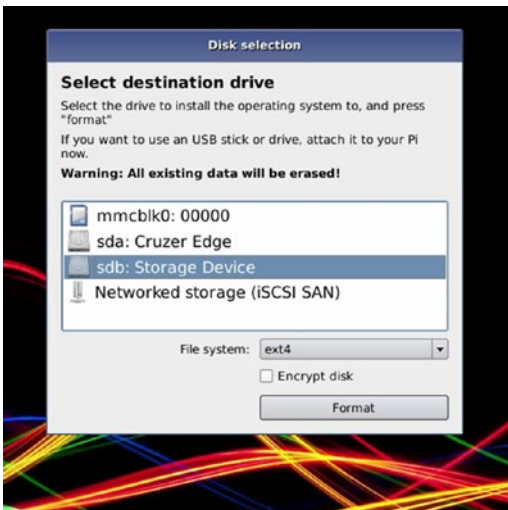 Disk selection
Select destination drive
Select the drive to install the operating system to, and press
"format"
If you want to use an USB stick or drive, attach it to your Pi
now.
Warning: All existing data will be erased!
mmcblk0: 00000
sda: Cruzer Edge
sdb: Storage Device
Networked storage (iSCSI SAN)
File system: ext4
Encrypt disk
Format